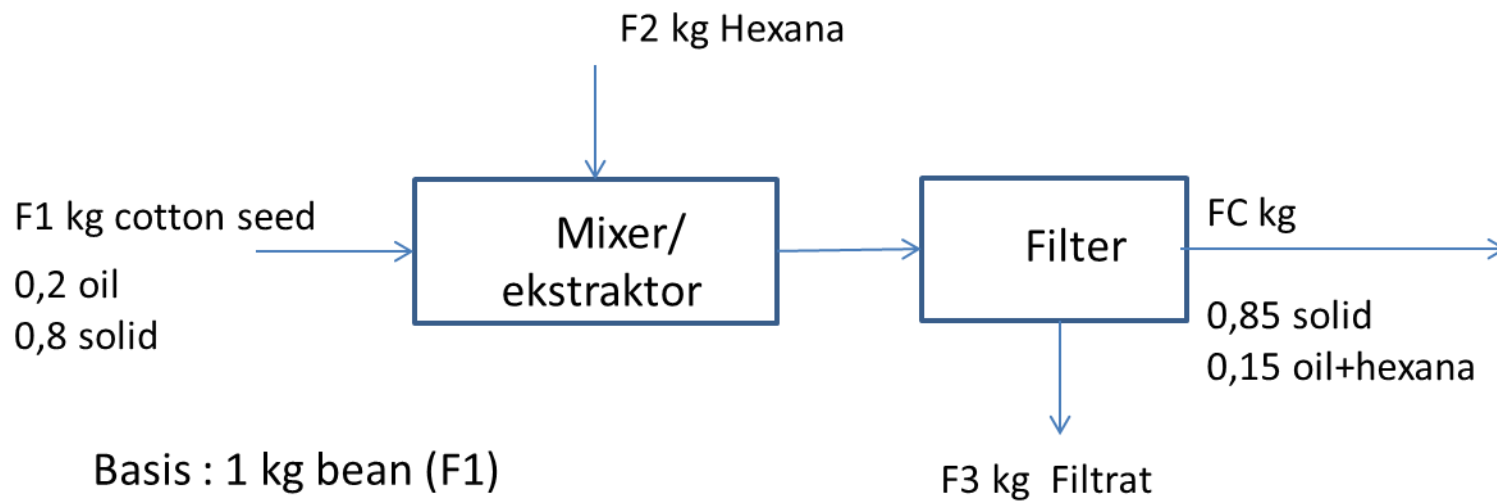 F2 kg Hexana
F1 kg cotton seed
0,2 oil
0,8 solid
Mixer/
ekstraktor
Filter
FC kg
0,85 solid
0,15 oil+hexana
Basis : 1 kg bean (F1)
F3 kg Filtrat